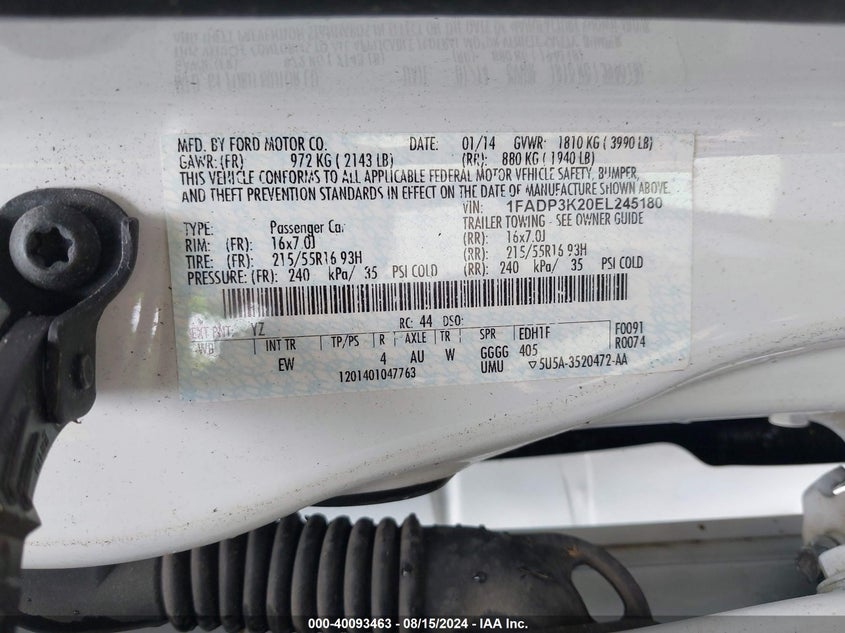 MFD. BY FORD MOTOR CO. DATE: 01/14 GVWR: 1810 KG ( 3990 LB)
GAWR: (FR) 972 KG ( 2143 LB) (RR): 880 KG ( 1940 LB)
THIS VEHICLE CONFORMS TO ALL APPLICABLE FEDERAL MOTOR VEHICLE SAFETY, BUMPER,
AND THEFT PREVENTION STANDARDS IN EFFECT ON THE DATE OF MANUFACTURE SHOWN ABOVE.
VIN: 1FADP3K20EL245180
TYPE: Passenger Car TRAILER TOWING - SEE OWNER GUIDE
RIM: (FR): 16x7.0J (RR): 16x7.0J
TIRE: (FR): 215/55R16 93H (RR): 215/55R16 93H
PRESSURE: (FR): 240 kPa/ 35 PSI COLD (RR): 240 kPa/ 35 PSI COLD
EXT PNT: YZ RC: 44 DSO:
WB INT TR TP/PS R AXLE TR SPR EDH1F F0091
EW 4 AU W GGGG 405 R0074
1201401047763 UMU ▽5U5A-3520472-AA
000-40093463 - 08/15/2024 - IAA Inc.